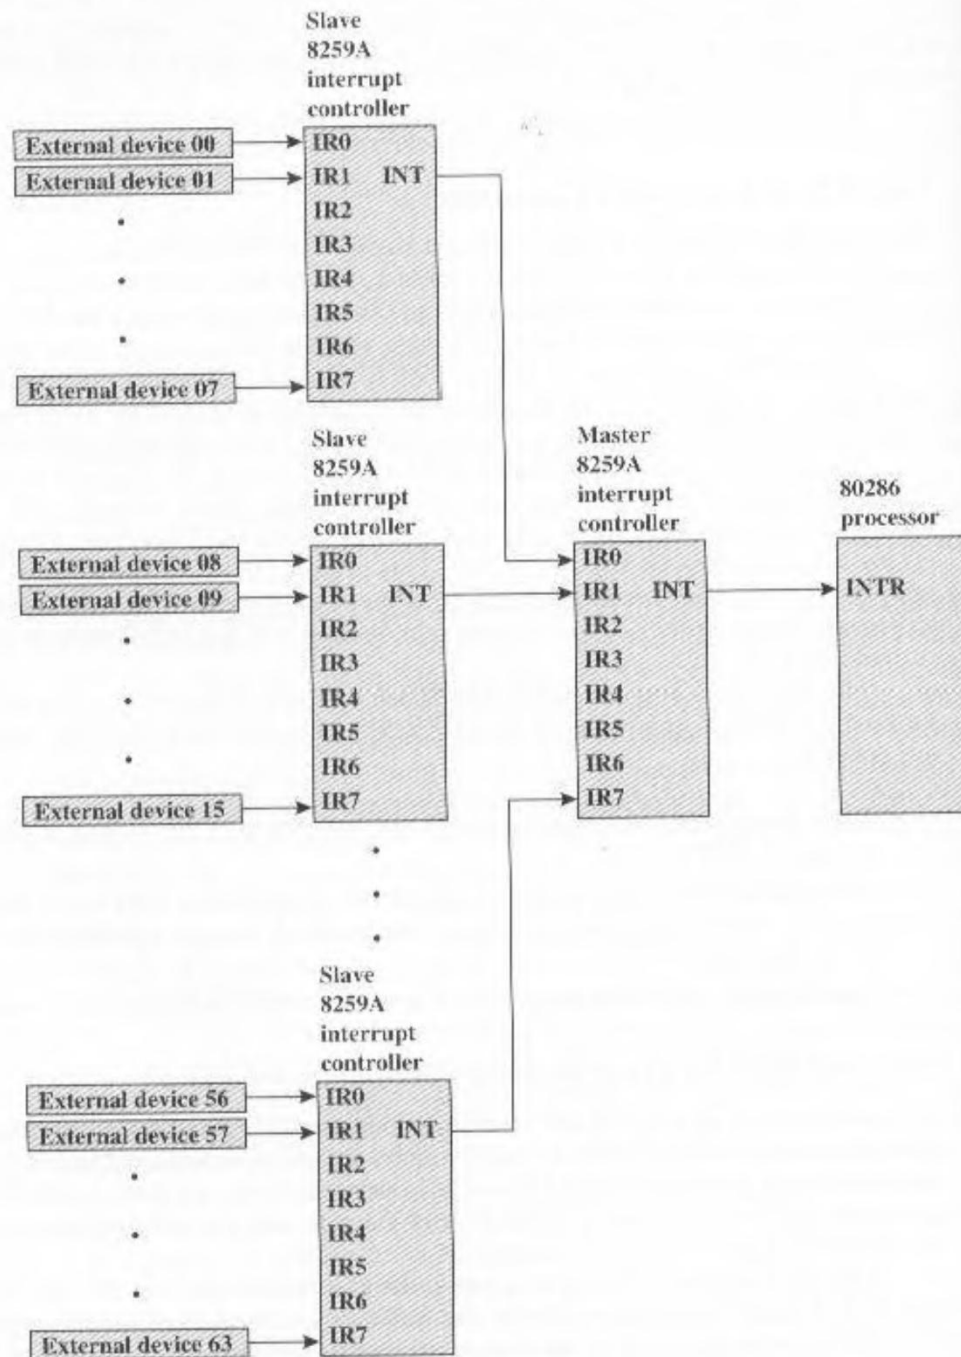 Slave
8259A
interrupt
controller
External device 00
IR0
External device 01
IR1 INT
IR2
IR3
IR4
IR5
IR6
External device 07
IR7
Slave
8259A
interrupt
controller
External device 08
IR0
External device 09
IR1 INT
IR2
IR3
IR4
IR5
IR6
External device 15
IR7
Master
8259A
interrupt
controller
IR0
IR1 INT
IR2
IR3
IR4
IR5
IR6
IR7
80286
processor
INTR
Slave
8259A
interrupt
controller
External device 56
IR0
External device 57
IR1 INT
IR2
IR3
IR4
IR5
IR6
External device 63
IR7